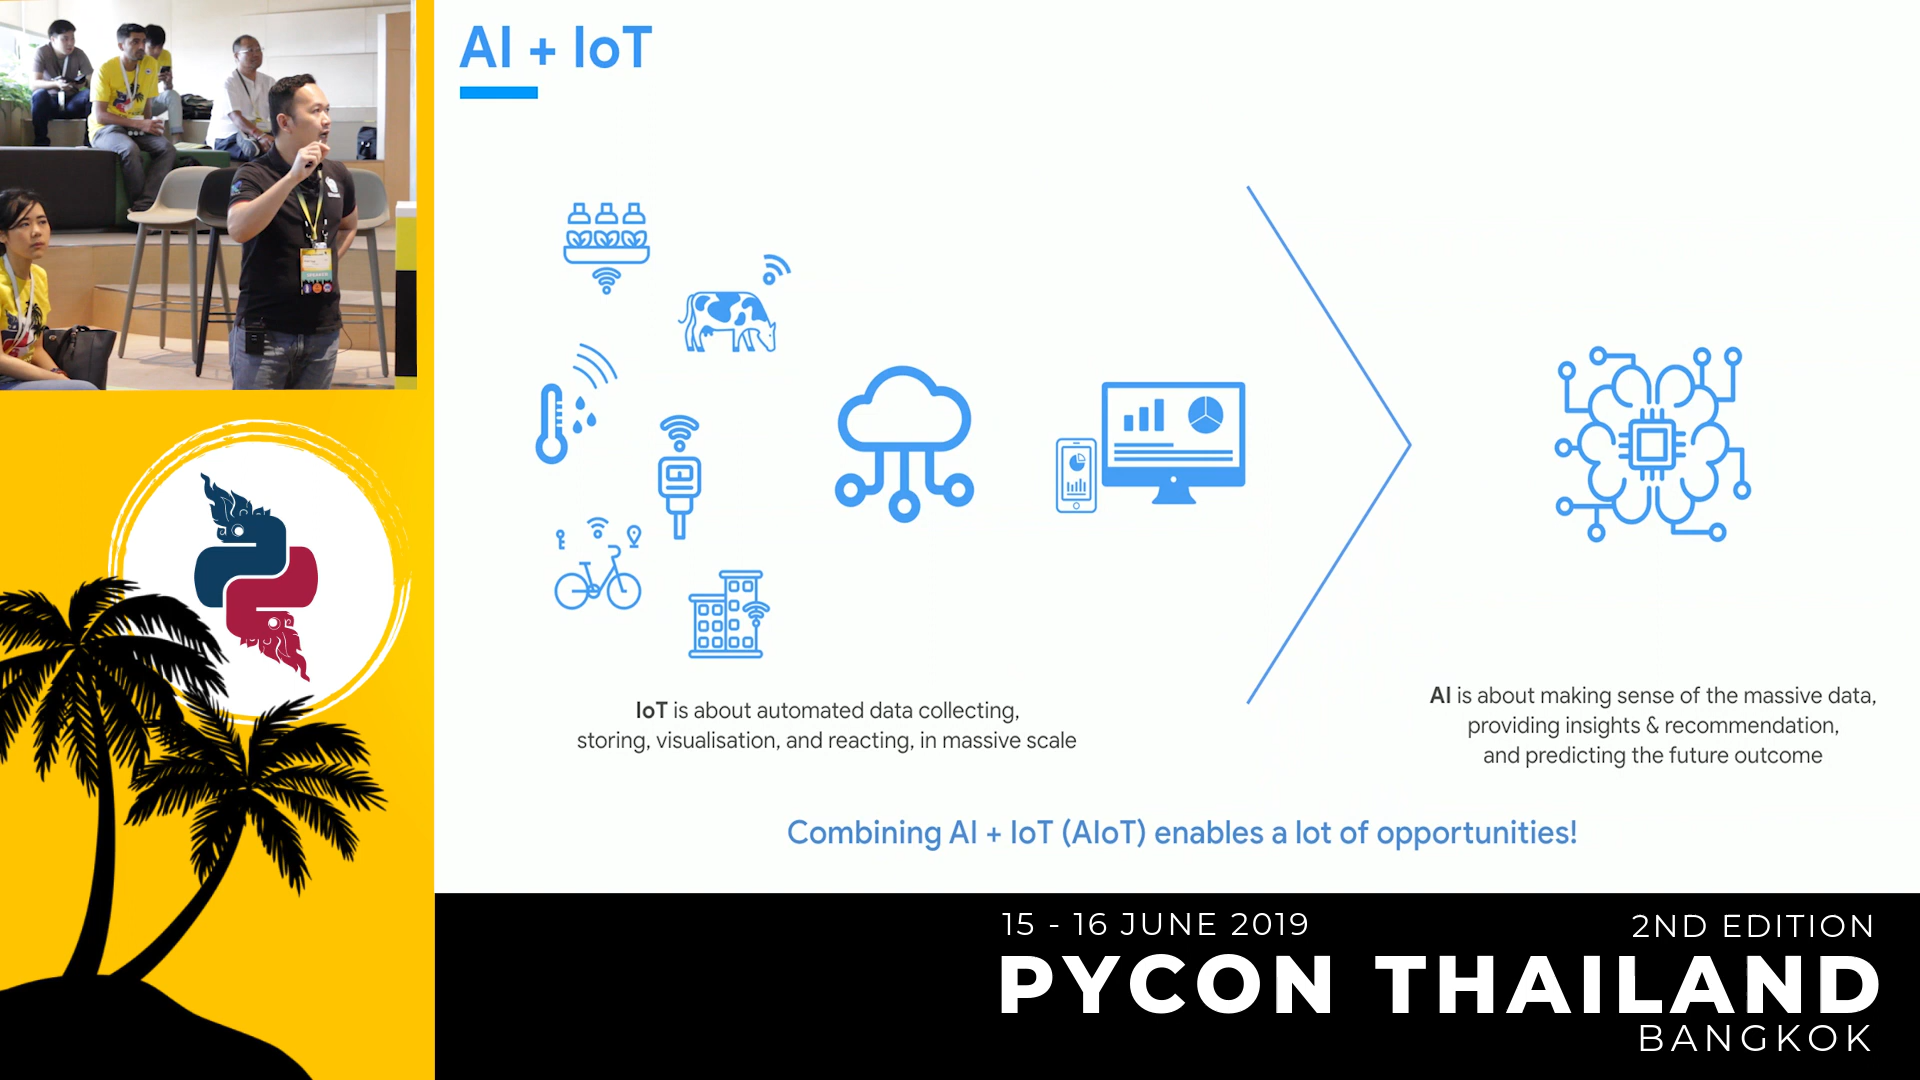 AI + IoT
IoT is about automated data collecting,
storing, visualisation, and reacting, in massive scale
AI is about making sense of the massive data,
providing insights & recommendation,
and predicting the future outcome
Combining AI + IoT (AIoT) enables a lot of opportunities!
15 - 16 JUNE 2019
2ND EDITION
PYCON THAILAND
BANGKOK